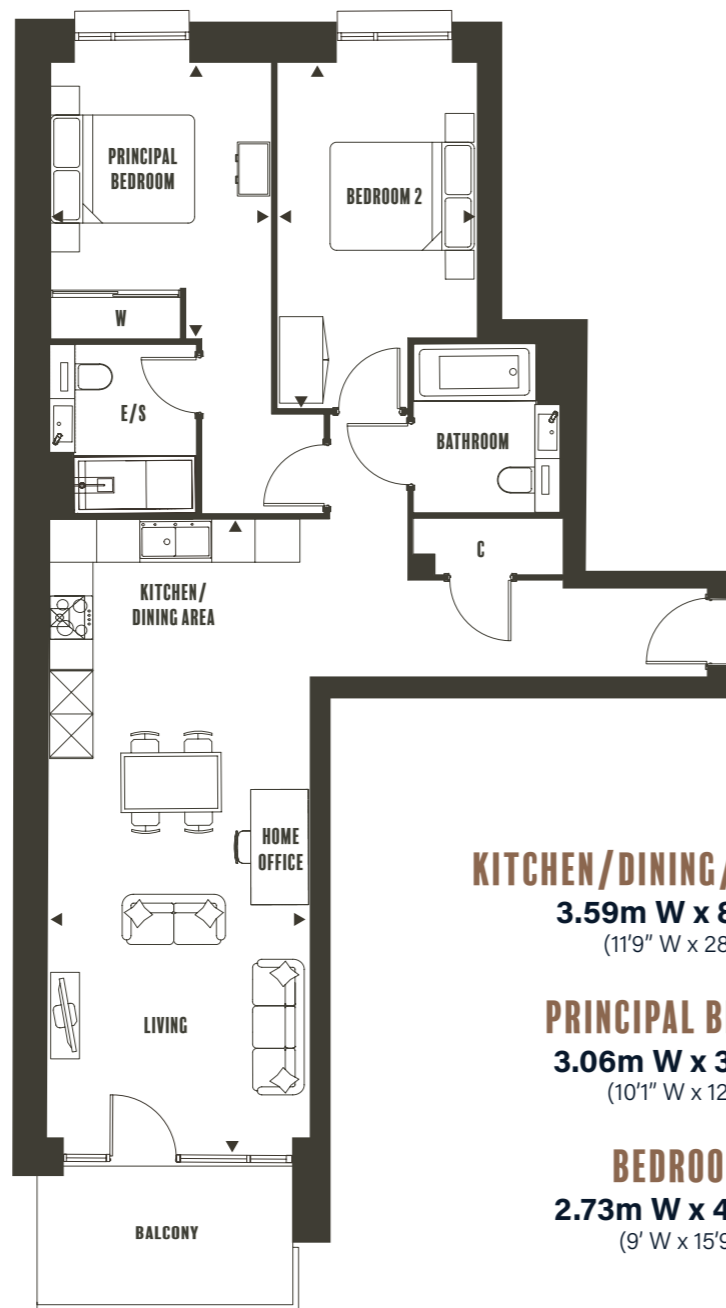 PRINCIPAL
BEDROOM
BEDROOM 2
W
E/S
BATHROOM
C
KITCHEN/
DINING AREA
HOME
OFFICE
LIVING
BALCONY
KITCHEN/DINING/
3.59m W x 8
(11'9" W x 28
PRINCIPAL B
3.06m W x 3
(10'1" W x 12
BEDROO
2.73m W x 4
(9' W x 15'9